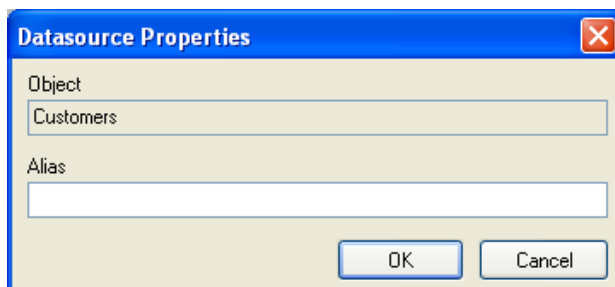 Datasource Properties
Object
Customers
Alias
OK Cancel